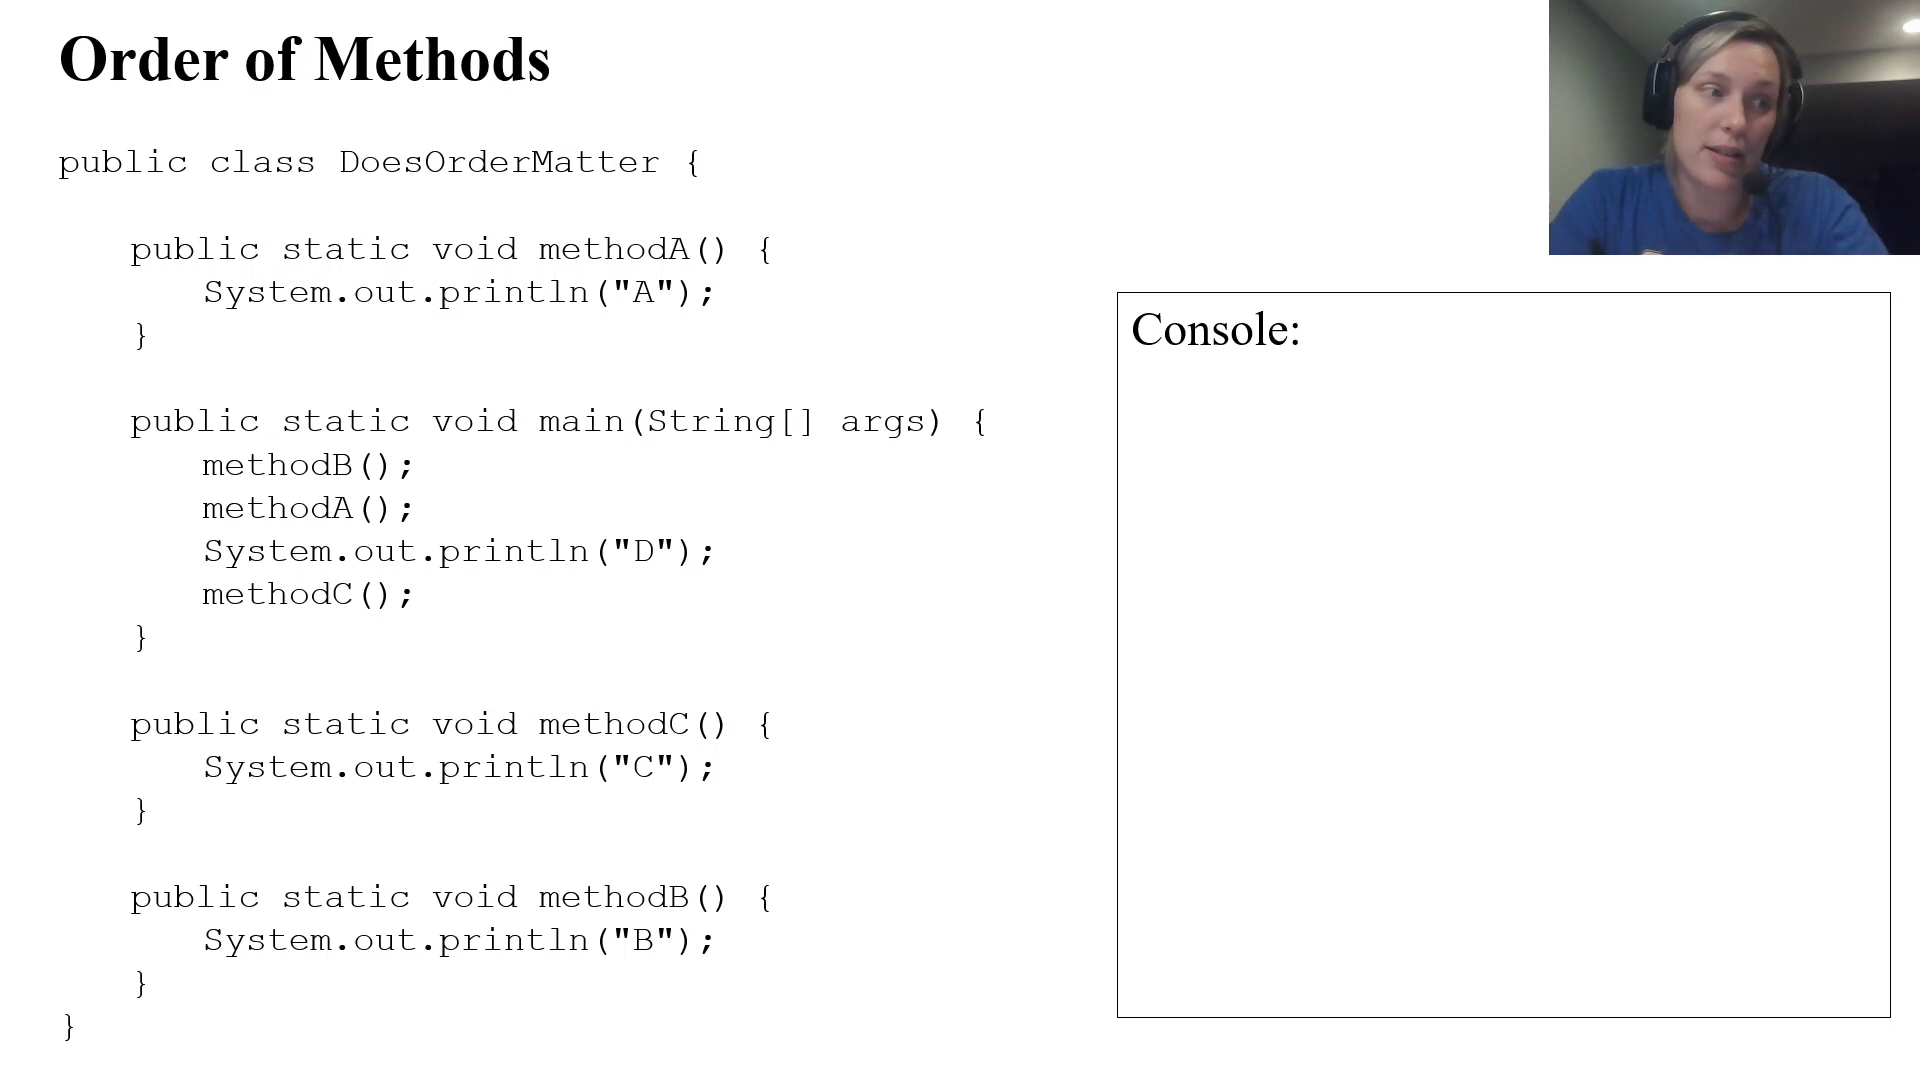 Order of Methods
public class DoesOrderMatter {
public static void methodA() {
System.out.println("A");
}
public static void main(String[] args) {
methodB();
methodA();
System.out.println("D");
methodC();
}
public static void methodC() {
System.out.println("C");
}
public static void methodB() {
System.out.println("B");
}
}
Console: